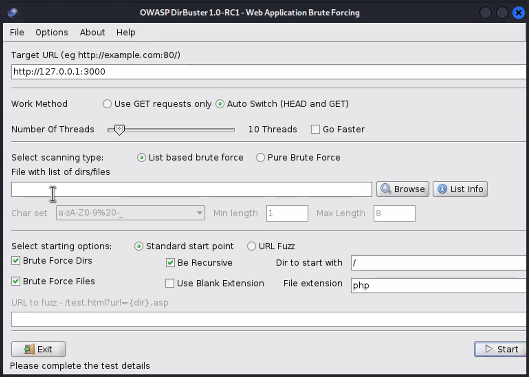 OWASP DirBuster 1.0-RC1 - Web Application Brute Forcing
File Options About Help
Target URL (eg http://example.com:80/)
http://127.0.0.1:3000
Work Method Use GET requests only Auto Switch (HEAD and GET)
Number Of Threads 10 Threads Go Faster
Select scanning type: List based brute force Pure Brute Force
File with list of dirs/files
Browse List Info
Char set a-zA-Z0-9%20-_ Min length 1 Max Length 8
Select starting options: Standard start point URL Fuzz
Brute Force Dirs Be Recursive Dir to start with /
Brute Force Files Use Blank Extension File extension php
URL to fuzz - /test.html?url={dir}.asp
Exit Start
Please complete the test details